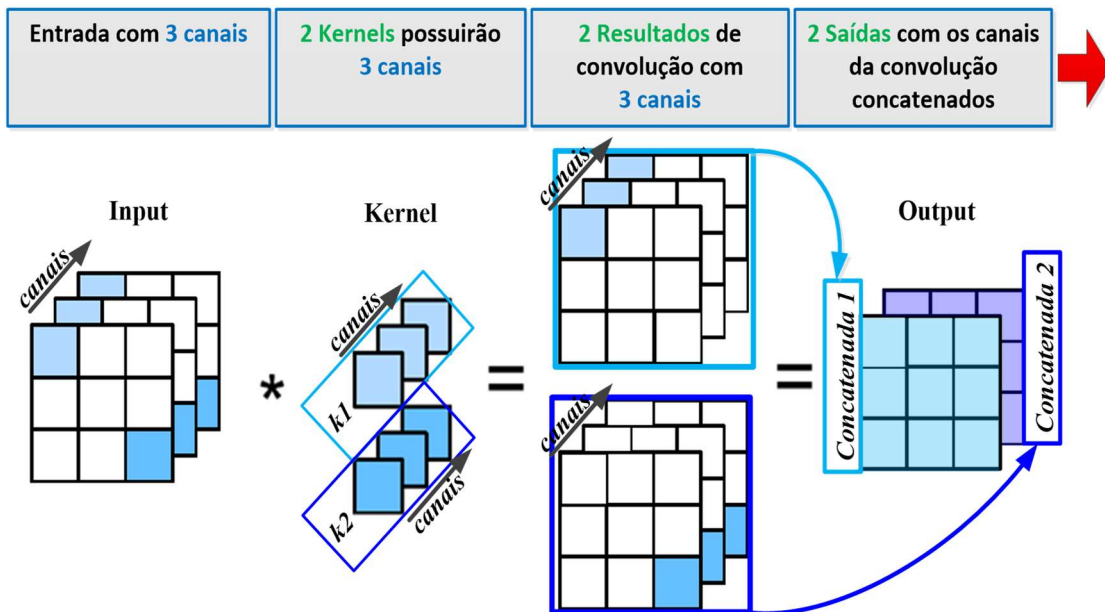 Entrada com 3 canais
2 Kernels possuirão
3 canais
2 Resultados de
convolução com
3 canais
2 Saídas com os canais
da convolução
concatenados
Input
canais
Kernel
canais
k1
k2
canais
canais
canais
Output
Concatenada 1
Concatenada 2
*
=
=